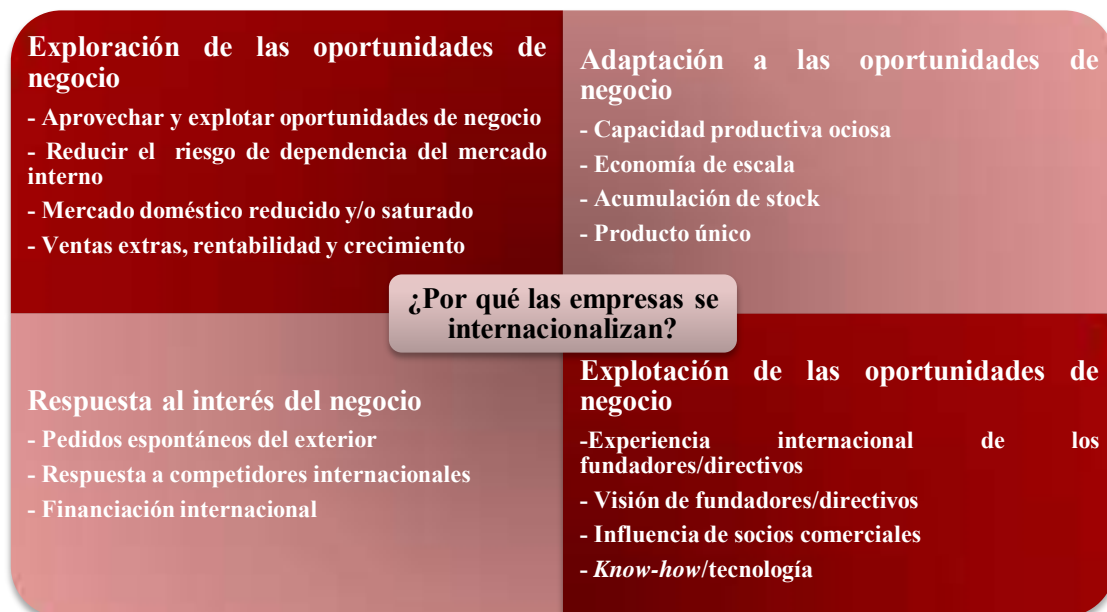 Exploración de las oportunidades de
negocio
- Aprovechar y explotar oportunidades de negocio
- Reducir el riesgo de dependencia del mercado
interno
- Mercado doméstico reducido y/o saturado
- Ventas extras, rentabilidad y crecimiento
Adaptación a las oportunidades de
negocio
- Capacidad productiva ociosa
- Economía de escala
- Acumulación de stock
- Producto único
¿Por qué las empresas se
internacionalizan?
Respuesta al interés del negocio
- Pedidos espontáneos del exterior
- Respuesta a competidores internacionales
- Financiación internacional
Explotación de las oportunidades de
negocio
-Experiencia internacional de los
fundadores/directivos
- Visión de fundadores/directivos
- Influencia de socios comerciales
- Know-how/tecnología